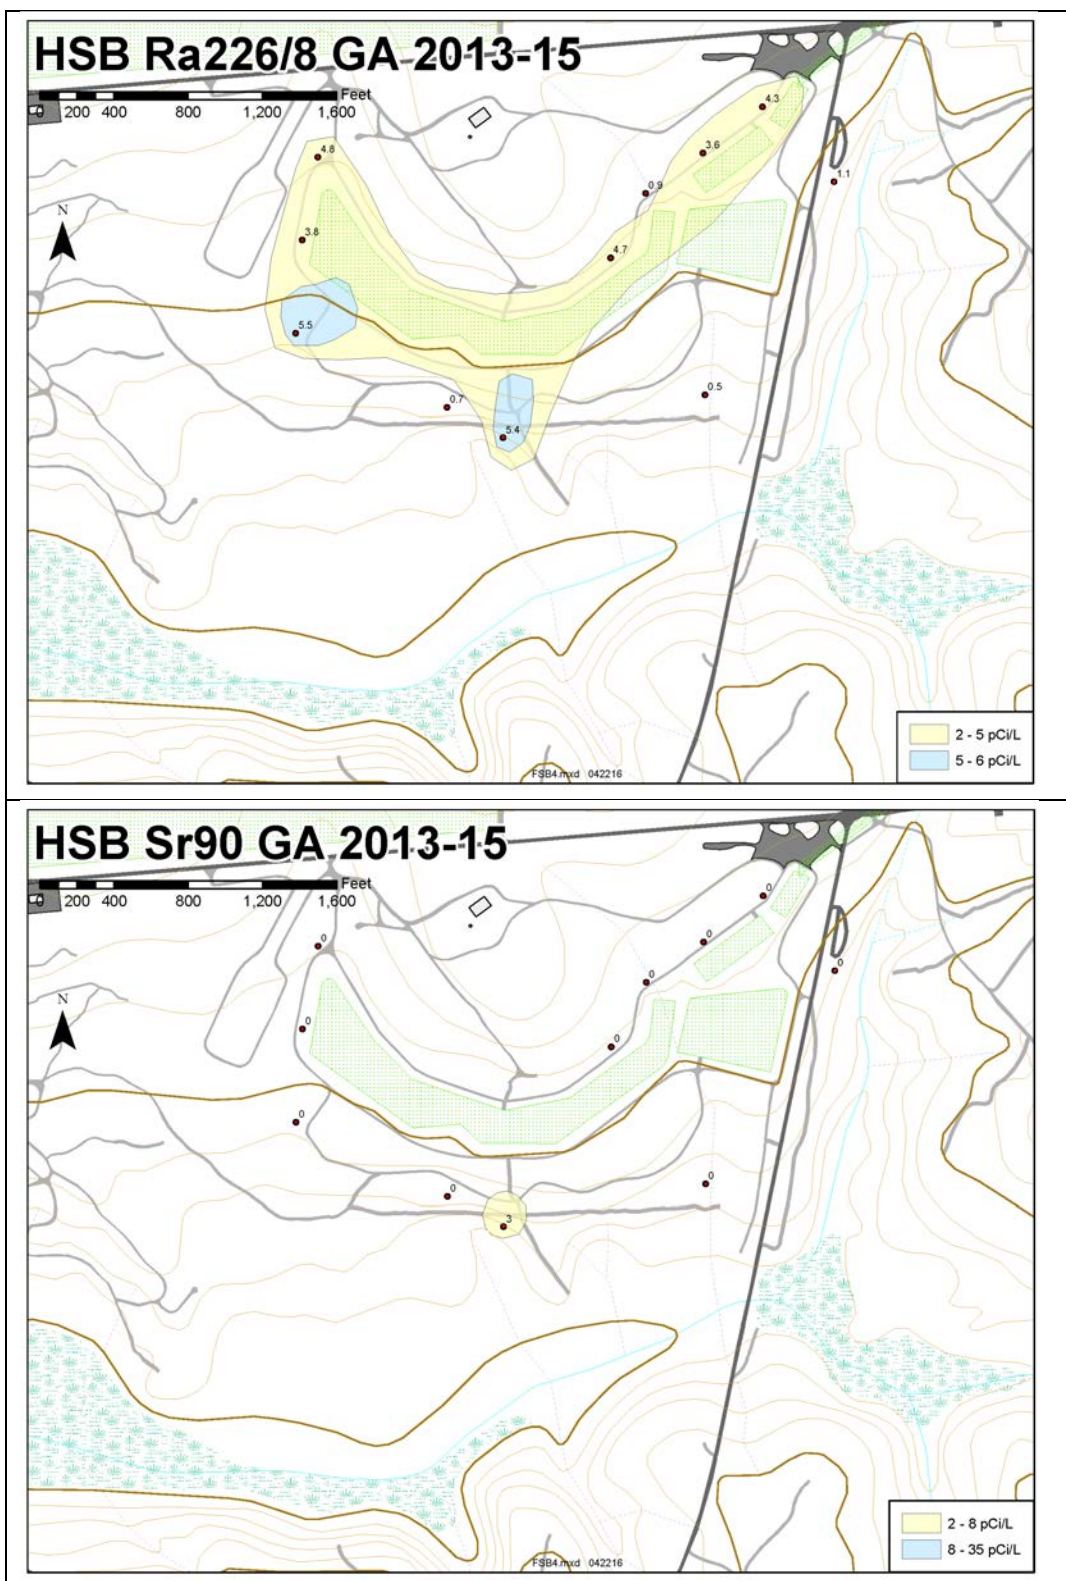 HSB Ra226/8 GA 2013-15
Feet
0 200 400 800 1,200 1,600
4.3
4.8
3.6
1.1
0.9
N
3.8
4.7
5.5
0.5
0.7
5.4
2 - 5 pCi/L
5 - 6 pCi/L
FSB4.mxd 042216
HSB Sr90 GA 2013-15
Feet
0 200 400 800 1,200 1,600
0
0
0
0
0
N
0
0
0
0
0
3
2 - 8 pCi/L
8 - 35 pCi/L
FSB4.mxd 042216